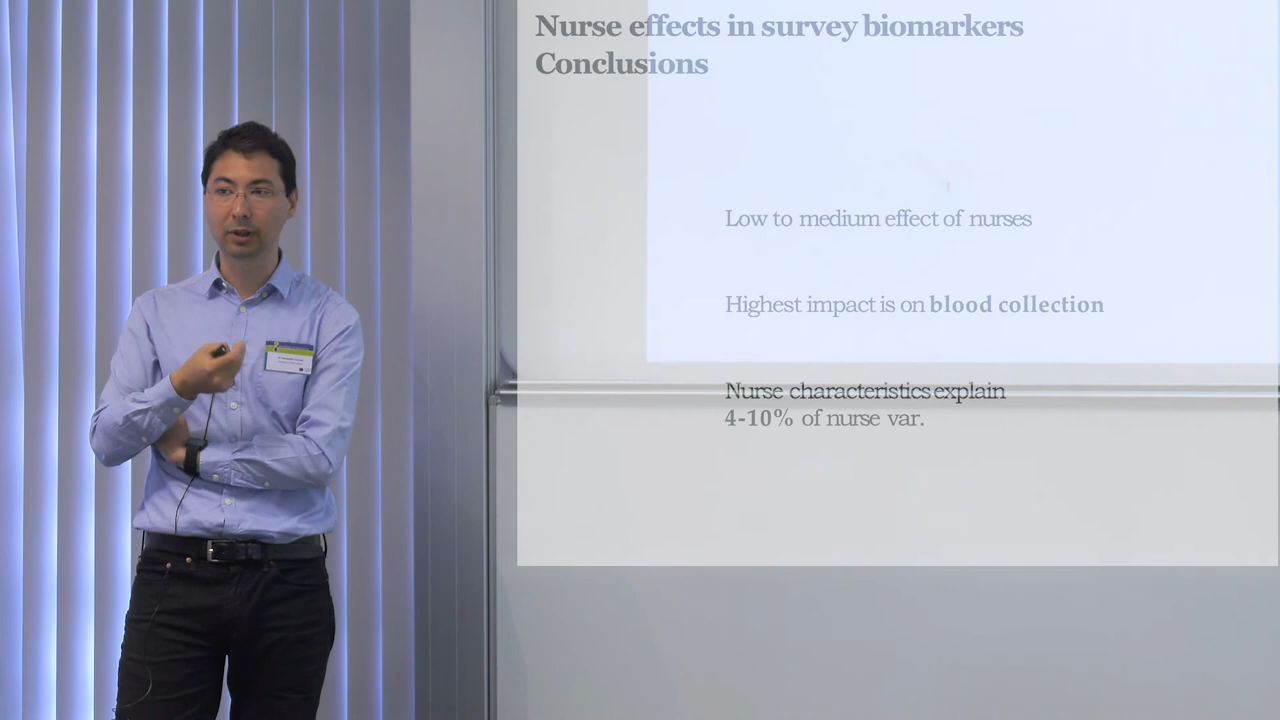 Nurse effects in survey biomarkers
Conclusions
Low to medium effect of nurses
Highest impact is on blood collection
Nurse characteristics explain
4-10% of nurse var.